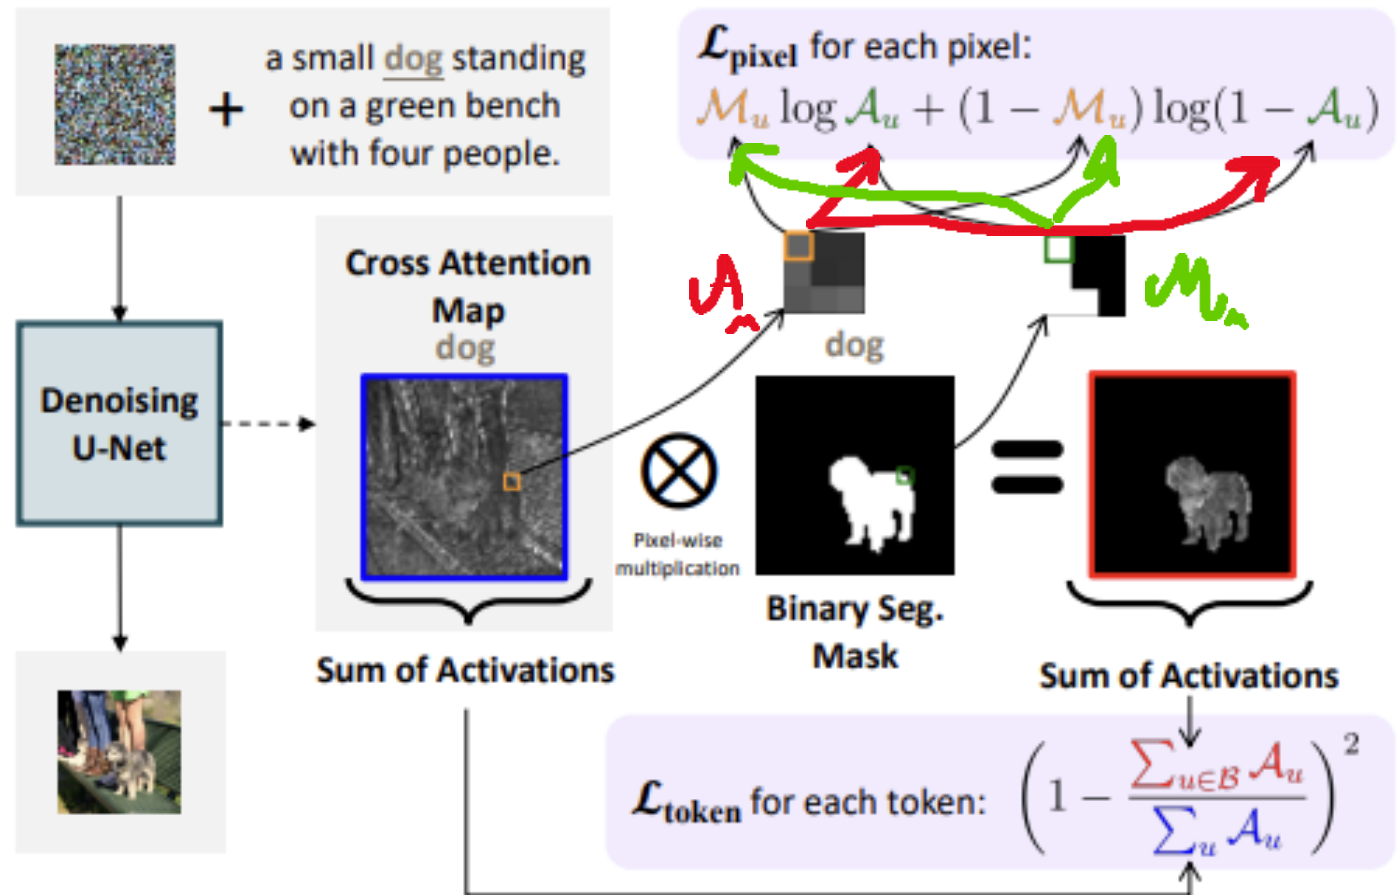 a small dog standing
on a green bench
with four people.
+
ℒpixel for each pixel:
ℳu log 𝒜u + (1 − ℳu) log(1 − 𝒜u)
Cross Attention
Map
dog
𝒜u
ℳu
dog
Denoising
U-Net
⊗
=
Pixel-wise
multiplication
Binary Seg.
Mask
Sum of Activations
Sum of Activations
ℒtoken for each token: (1 − ∑u∈ℬ 𝒜u / ∑u 𝒜u)²